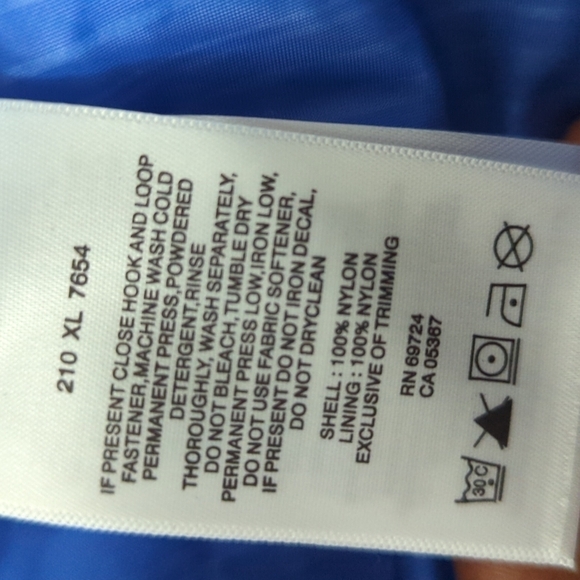 210 XL 7654
IF PRESENT CLOSE HOOK AND LOOP
FASTENER,MACHINE WASH COLD
PERMANENT PRESS,POWDERED
DETERGENT,RINSE
THOROUGHLY, WASH SEPARATELY,
DO NOT BLEACH,TUMBLE DRY
PERMANENT PRESS LOW,IRON LOW,
DO NOT USE FABRIC SOFTENER,
IF PRESENT DO NOT IRON DECAL,
DO NOT DRYCLEAN
SHELL : 100% NYLON
LINING : 100% NYLON
EXCLUSIVE OF TRIMMING
RN 69724
CA 05367
30 C